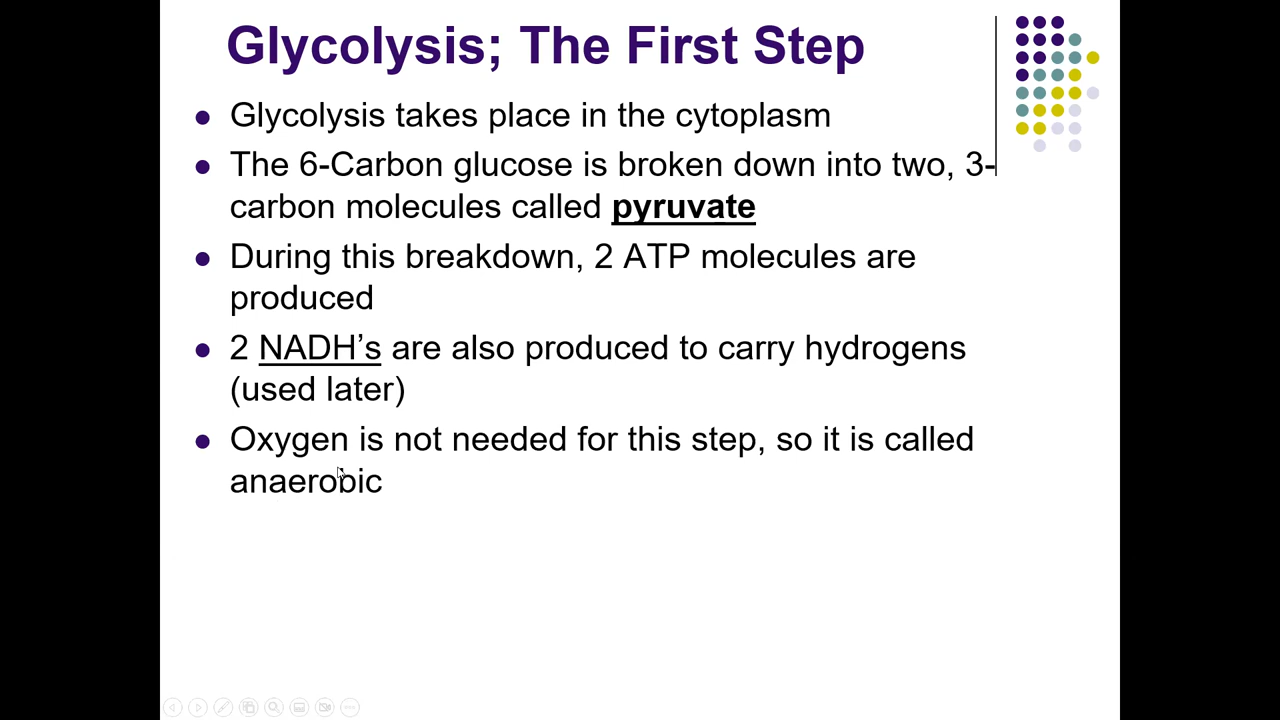 Glycolysis; The First Step
● Glycolysis takes place in the cytoplasm
● The 6-Carbon glucose is broken down into two, 3-
carbon molecules called pyruvate
● During this breakdown, 2 ATP molecules are
produced
● 2 NADH’s are also produced to carry hydrogens
(used later)
● Oxygen is not needed for this step, so it is called
anaerobic